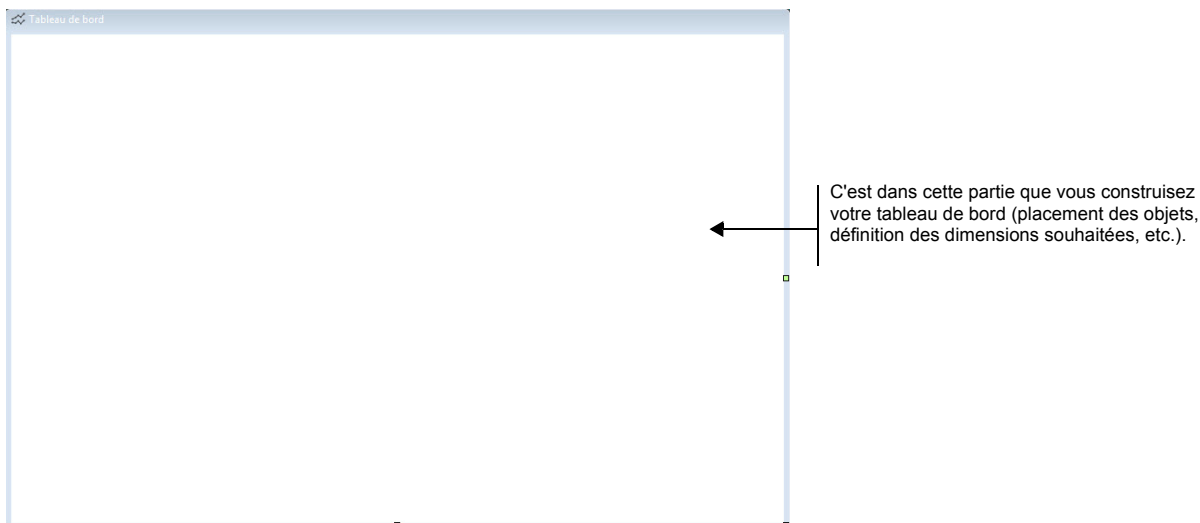 Tableau de bord
C'est dans cette partie que vous construisez
votre tableau de bord (placement des objets,
définition des dimensions souhaitées, etc.).